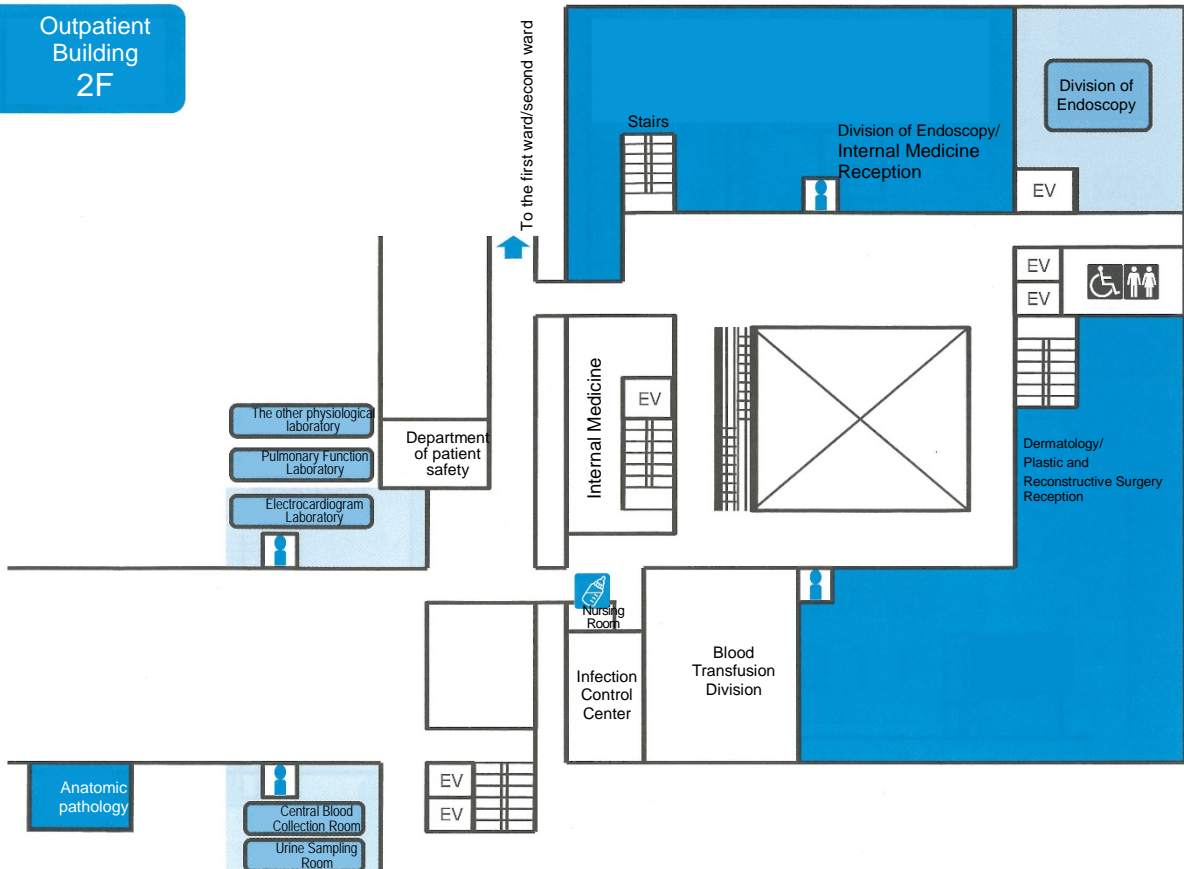 Outpatient
Building
2F
To the first ward/second ward
Stairs
Division of Endoscopy/
Internal Medicine
Reception
Division of
Endoscopy
EV
EV
EV
Internal Medicine
EV
The other physiological
laboratory
Pulmonary Function
Laboratory
Electrocardiogram
Laboratory
Department
of patient
safety
Dermatology/
Plastic and
Reconstructive Surgery
Reception
Nursing
Room
Infection
Control
Center
Blood
Transfusion
Division
Anatomic
pathology
Central Blood
Collection Room
Urine Sampling
Room
EV
EV